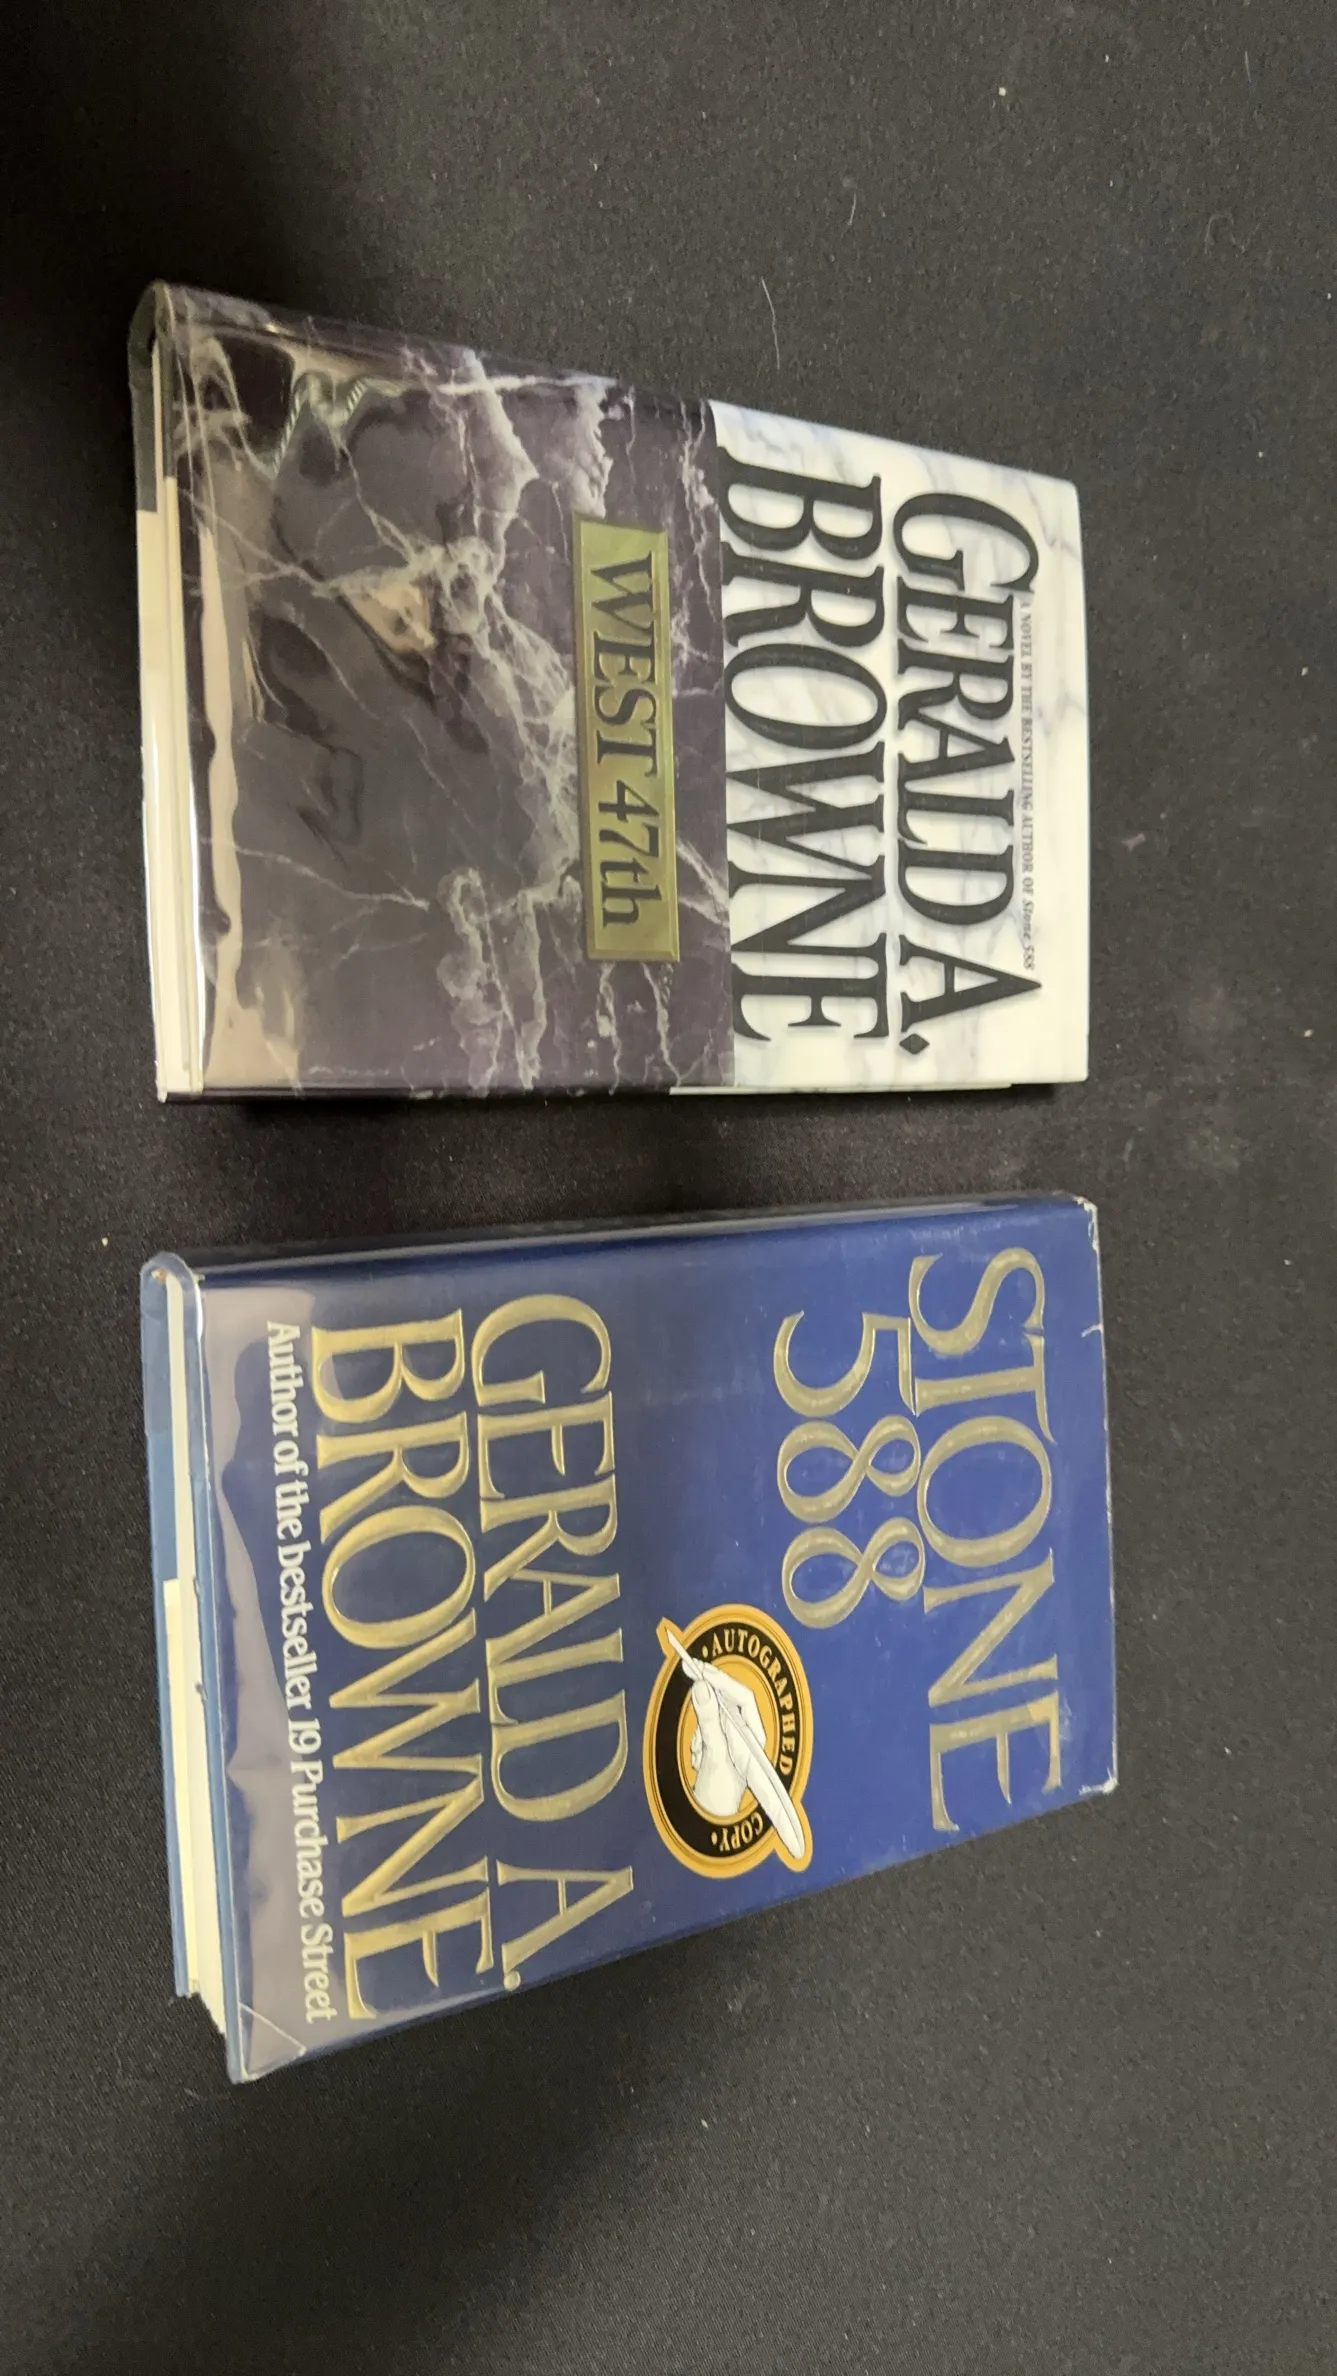 A NOVEL BY THE BESTSELLING AUTHOR OF Stone 588
GERALD A.
BROWNE
WEST 47th
STONE
588
AUTOGRAPHED
COPY
GERALD A.
BROWNE
Author of the bestseller 19 Purchase Street